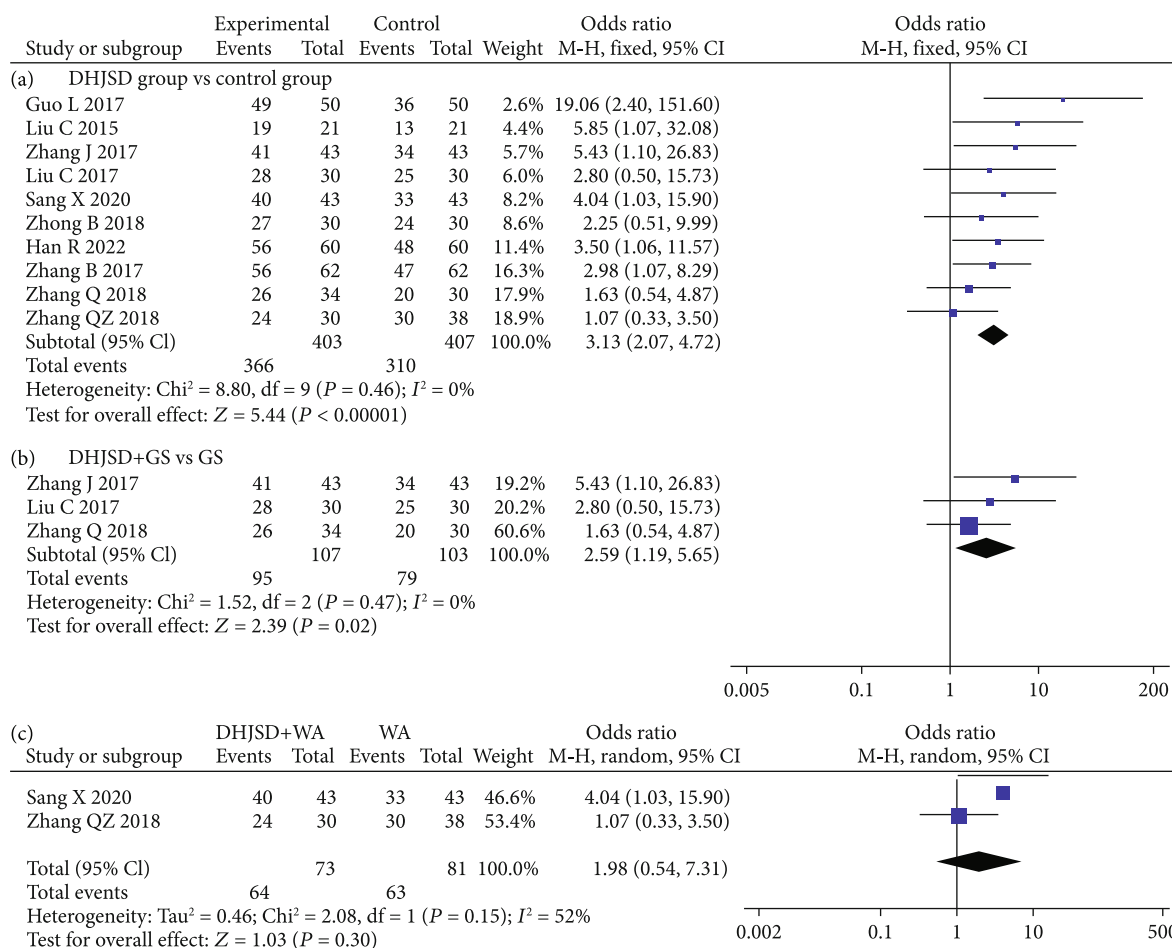 Experimental Control Odds ratio Odds ratio
Study or subgroup Events Total Events Total Weight M-H, fixed, 95% CI M-H, fixed, 95% CI
(a) DHJSD group vs control group
Guo L 2017 49 50 36 50 2.6% 19.06 (2.40, 151.60)
Liu C 2015 19 21 13 21 4.4% 5.85 (1.07, 32.08)
Zhang J 2017 41 43 34 43 5.7% 5.43 (1.10, 26.83)
Liu C 2017 28 30 25 30 6.0% 2.80 (0.50, 15.73)
Sang X 2020 40 43 33 43 8.2% 4.04 (1.03, 15.90)
Zhong B 2018 27 30 24 30 8.6% 2.25 (0.51, 9.99)
Han R 2022 56 60 48 60 11.4% 3.50 (1.06, 11.57)
Zhang B 2017 56 62 47 62 16.3% 2.98 (1.07, 8.29)
Zhang Q 2018 26 34 20 30 17.9% 1.63 (0.54, 4.87)
Zhang QZ 2018 24 30 30 38 18.9% 1.07 (0.33, 3.50)
Subtotal (95% Cl) 403 407 100.0% 3.13 (2.07, 4.72)
Total events 366 310
Heterogeneity: Chi² = 8.80, df = 9 (P = 0.46); I² = 0%
Test for overall effect: Z = 5.44 (P < 0.00001)
(b) DHJSD+GS vs GS
Zhang J 2017 41 43 34 43 19.2% 5.43 (1.10, 26.83)
Liu C 2017 28 30 25 30 20.2% 2.80 (0.50, 15.73)
Zhang Q 2018 26 34 20 30 60.6% 1.63 (0.54, 4.87)
Subtotal (95% Cl) 107 103 100.0% 2.59 (1.19, 5.65)
Total events 95 79
Heterogeneity: Chi² = 1.52, df = 2 (P = 0.47); I² = 0%
Test for overall effect: Z = 2.39 (P = 0.02)
0.005 0.1 1 10 200
(c) DHJSD+WA WA Odds ratio Odds ratio
Study or subgroup Events Total Events Total Weight M-H, random, 95% CI M-H, random, 95% CI
Sang X 2020 40 43 33 43 46.6% 4.04 (1.03, 15.90)
Zhang QZ 2018 24 30 30 38 53.4% 1.07 (0.33, 3.50)
Total (95% Cl) 73 81 100.0% 1.98 (0.54, 7.31)
Total events 64 63
Heterogeneity: Tau² = 0.46; Chi² = 2.08, df = 1 (P = 0.15); I² = 52%
Test for overall effect: Z = 1.03 (P = 0.30)
0.002 0.1 1 10 500